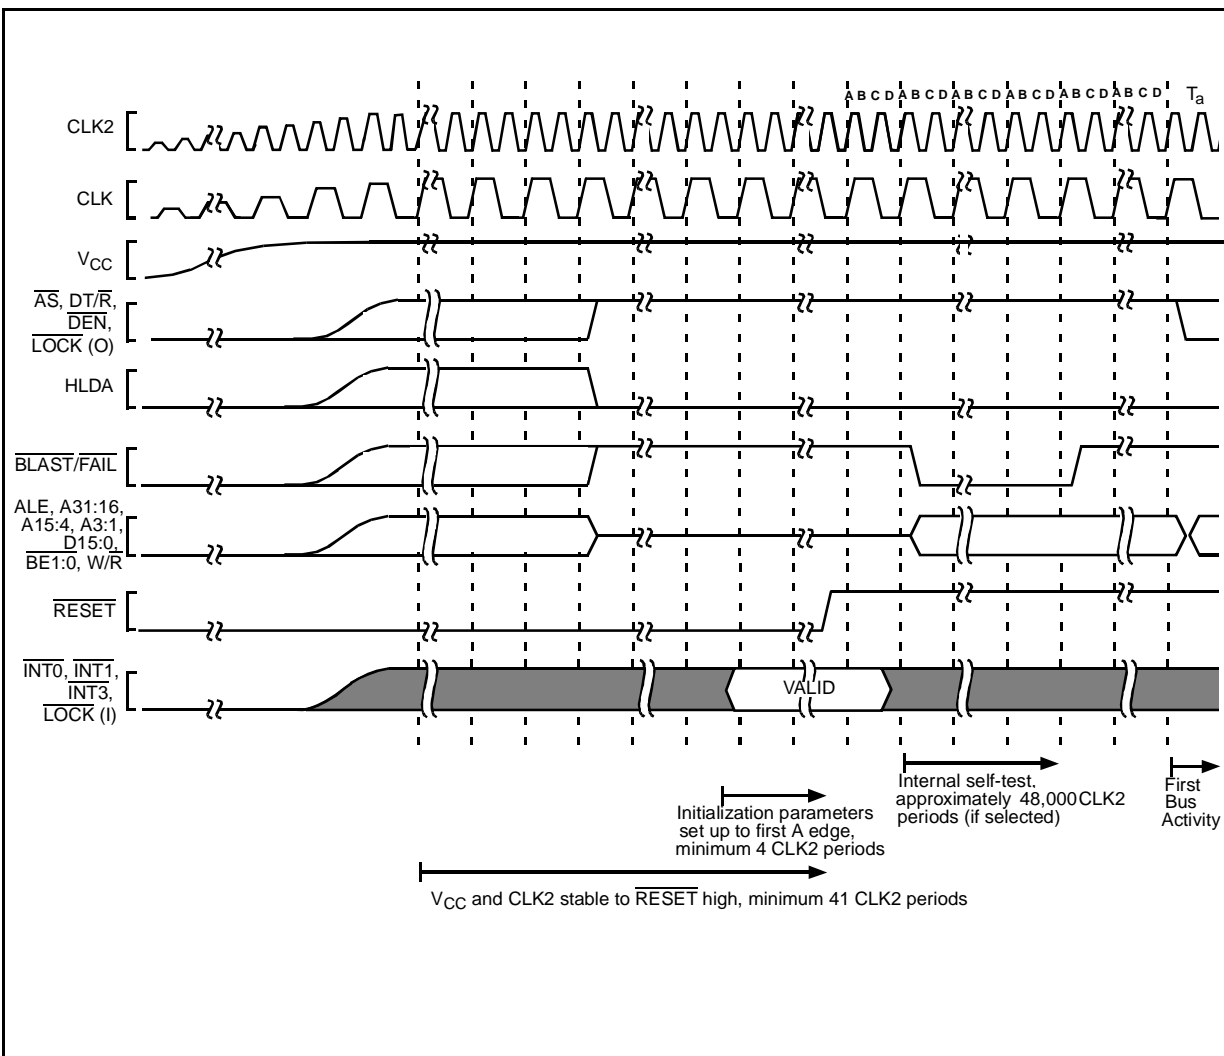 A B C D A B C D A B C D A B C D A B C D A B C D Ta
CLK2
CLK
VCC
AS, DT/R,
DEN,
LOCK (O)
HLDA
BLAST/FAIL
ALE, A31:16,
A15:4, A3:1,
D15:0,
BE1:0, W/R
RESET
INT0, INT1,
INT3,
LOCK (I)
VALID
Internal self-test,
approximately 48,000 CLK2
periods (if selected)
First
Bus
Activity
Initialization parameters
set up to first A edge,
minimum 4 CLK2 periods
VCC and CLK2 stable to RESET high, minimum 41 CLK2 periods